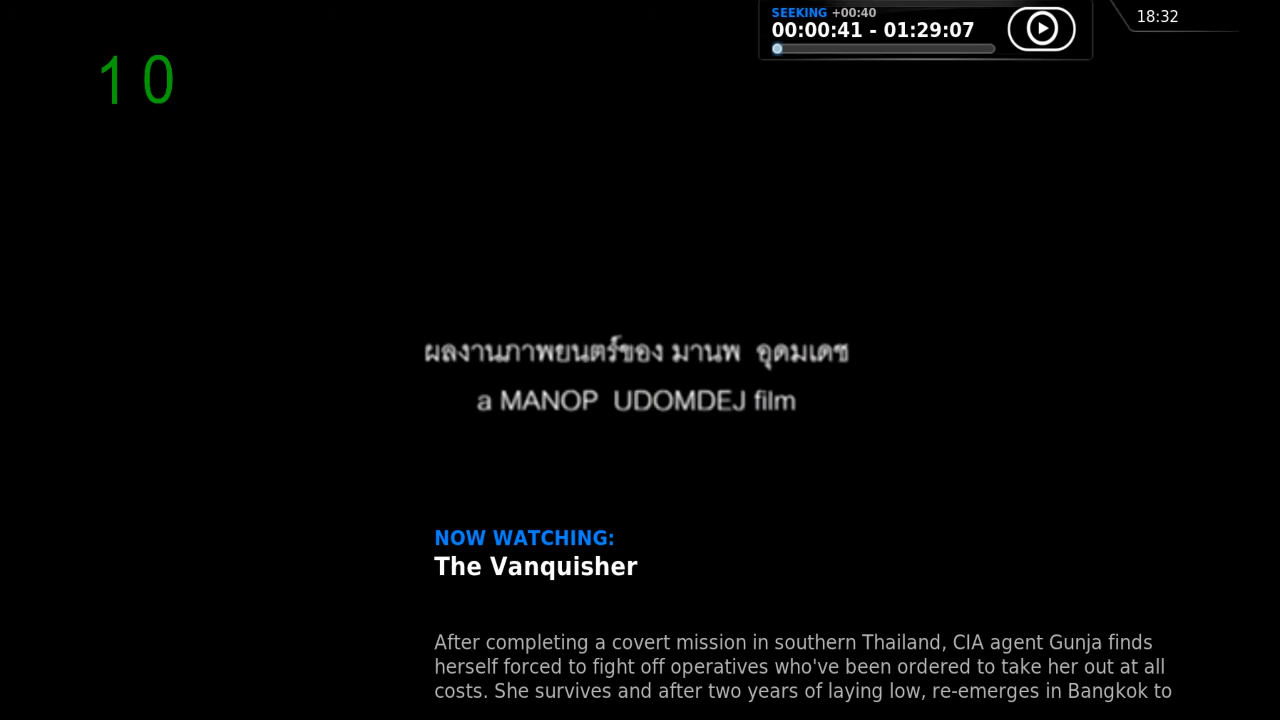 SEEKING +00:40
00:00:41 - 01:29:07
18:32
10
ผลงานภาพยนตร์ของ มานพ อุดมเดช
a MANOP UDOMDEJ film
NOW WATCHING:
The Vanquisher
After completing a covert mission in southern Thailand, CIA agent Gunja finds
herself forced to fight off operatives who've been ordered to take her out at all
costs. She survives and after two years of laying low, re-emerges in Bangkok to